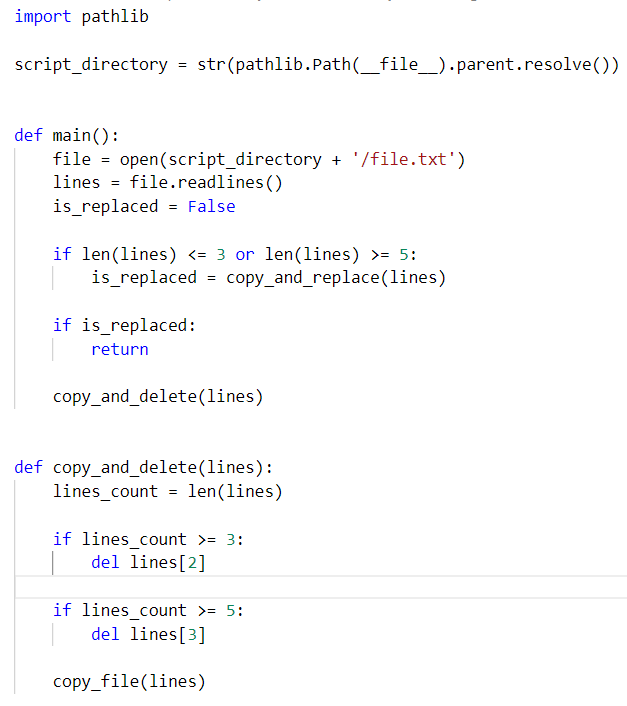 import pathlib
script_directory = str(pathlib.Path(__file__).parent.resolve())
def main():
    file = open(script_directory + '/file.txt')
    lines = file.readlines()
    is_replaced = False
    if len(lines) <= 3 or len(lines) >= 5:
        is_replaced = copy_and_replace(lines)
    if is_replaced:
        return
    copy_and_delete(lines)
def copy_and_delete(lines):
    lines_count = len(lines)
    if lines_count >= 3:
        del lines[2]
    if lines_count >= 5:
        del lines[3]
    copy_file(lines)